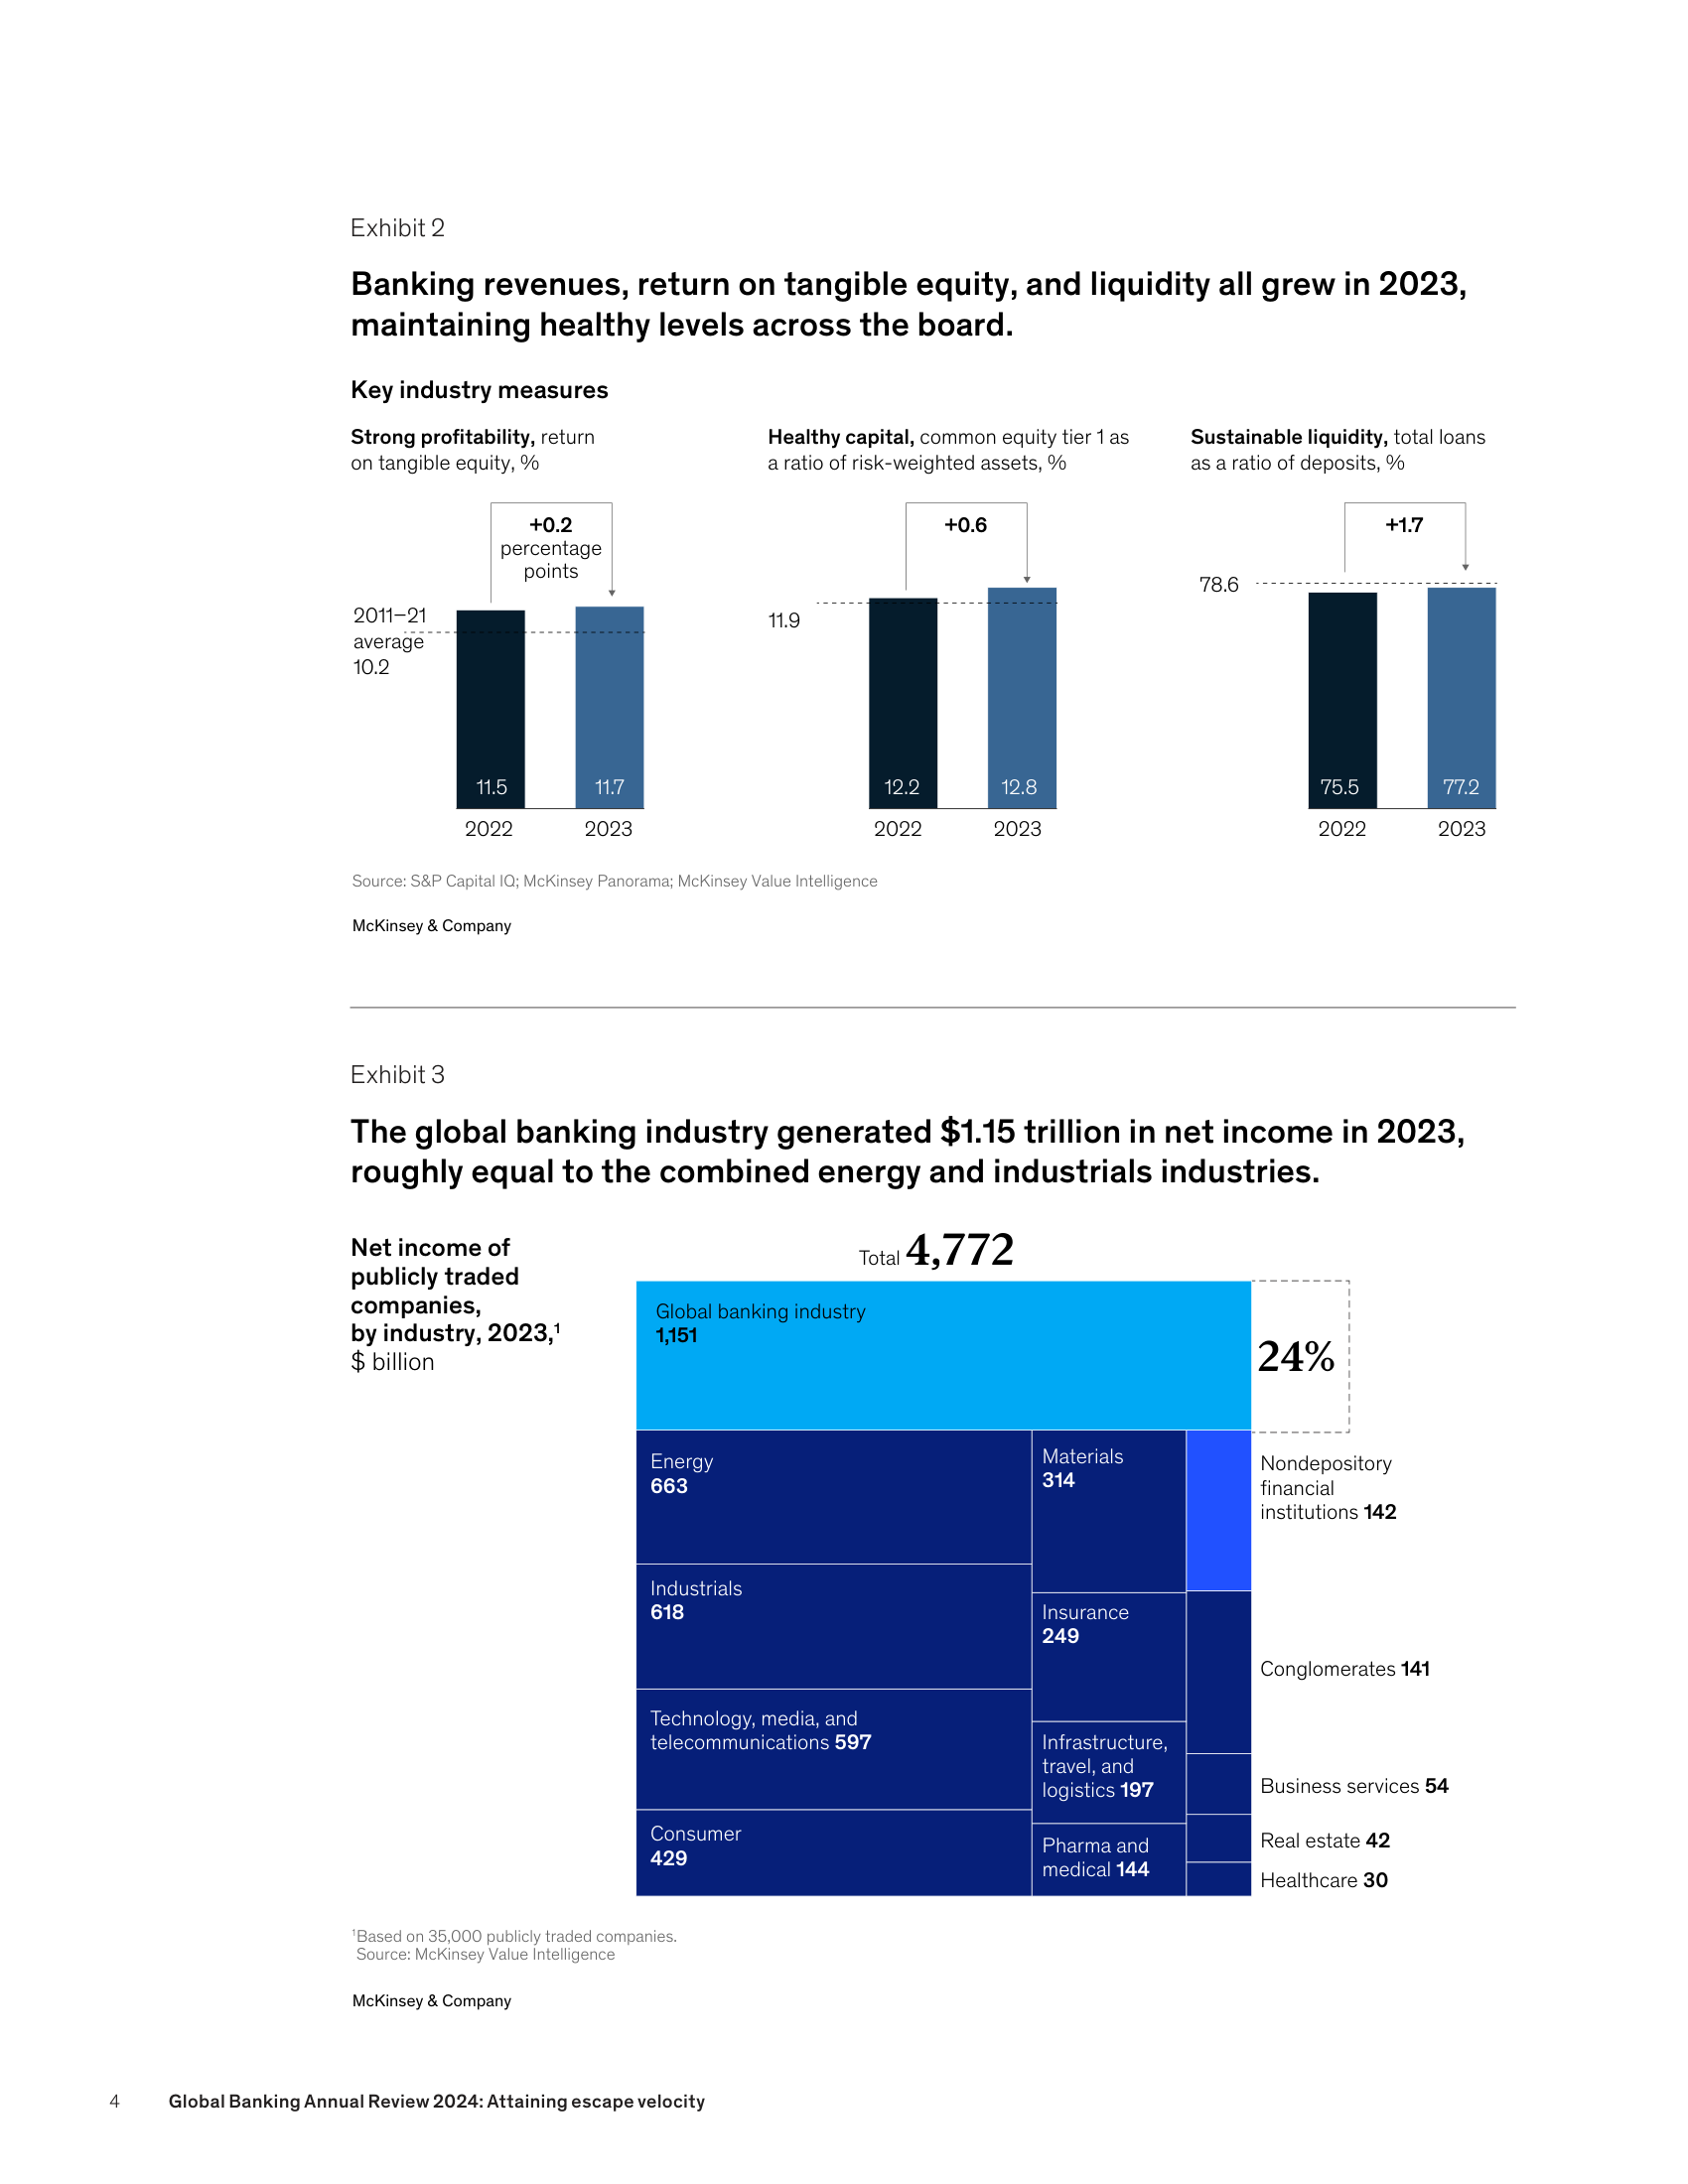 Exhibit 2
Banking revenues, return on tangible equity, and liquidity all grew in 2023,
maintaining healthy levels across the board.
Key industry measures
Strong profitability, return
on tangible equity, %
+0.2
percentage
points
2011–21
average
10.2
11.5
11.7
2022
2023
Healthy capital, common equity tier 1 as
a ratio of risk-weighted assets, %
+0.6
11.9
12.2
12.8
2022
2023
Sustainable liquidity, total loans
as a ratio of deposits, %
+1.7
78.6
75.5
77.2
2022
2023
Source: S&P Capital IQ; McKinsey Panorama; McKinsey Value Intelligence
McKinsey & Company
Exhibit 3
The global banking industry generated $1.15 trillion in net income in 2023,
roughly equal to the combined energy and industrials industries.
Net income of
publicly traded
companies,
by industry, 2023,¹
$ billion
Total 4,772
Global banking industry
1,151
24%
Energy
663
Industrials
618
Technology, media, and
telecommunications 597
Consumer
429
Materials
314
Insurance
249
Infrastructure,
travel, and
logistics 197
Pharma and
medical 144
Nondepository
financial
institutions 142
Conglomerates 141
Business services 54
Real estate 42
Healthcare 30
¹Based on 35,000 publicly traded companies.
Source: McKinsey Value Intelligence
McKinsey & Company
4 Global Banking Annual Review 2024: Attaining escape velocity